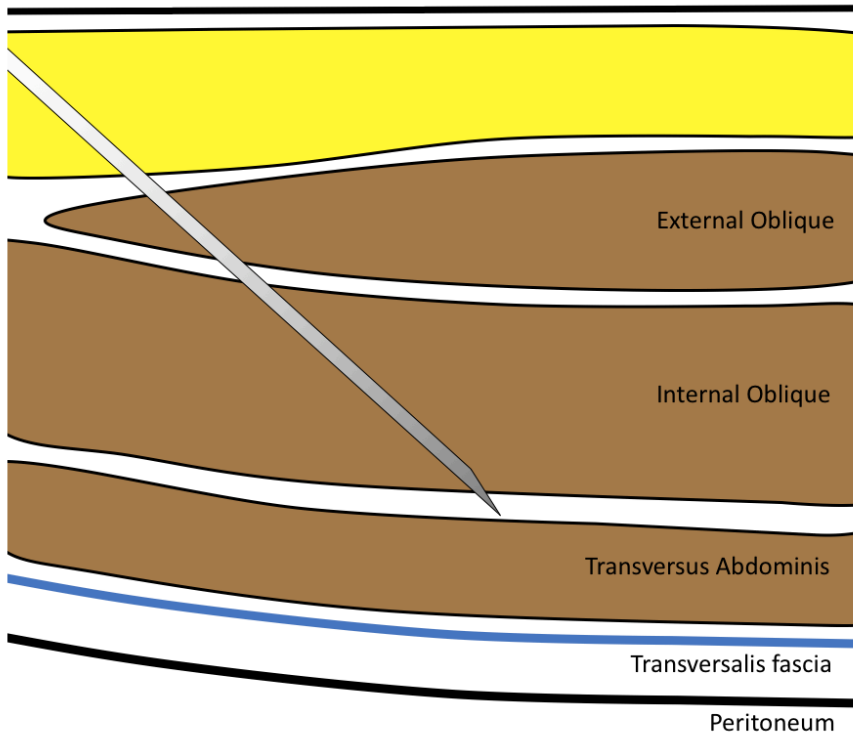 External Oblique
Internal Oblique
Transversus Abdominis
Transversalis fascia
Peritoneum